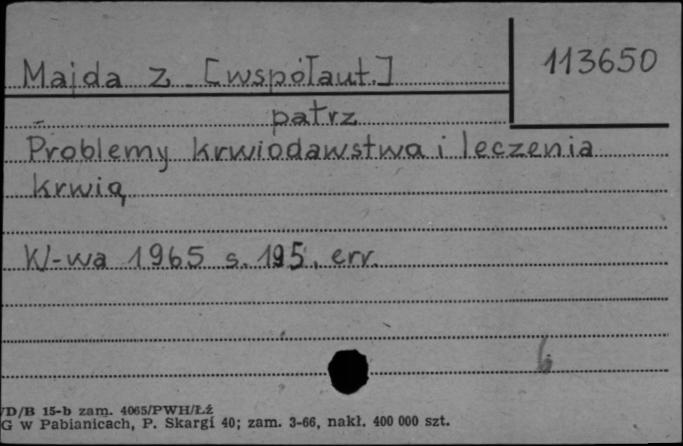 Majda Z. [współaut.]
113650
patrz
Problemy krwiodawstwa i leczenia
krwią
W-wa 1965 s. 195, err.
6
/D/B 15-b zam. 4065/PWH/Łź
G w Pabianicach, P. Skargi 40; zam. 3-66, nakł. 400 000 szt.